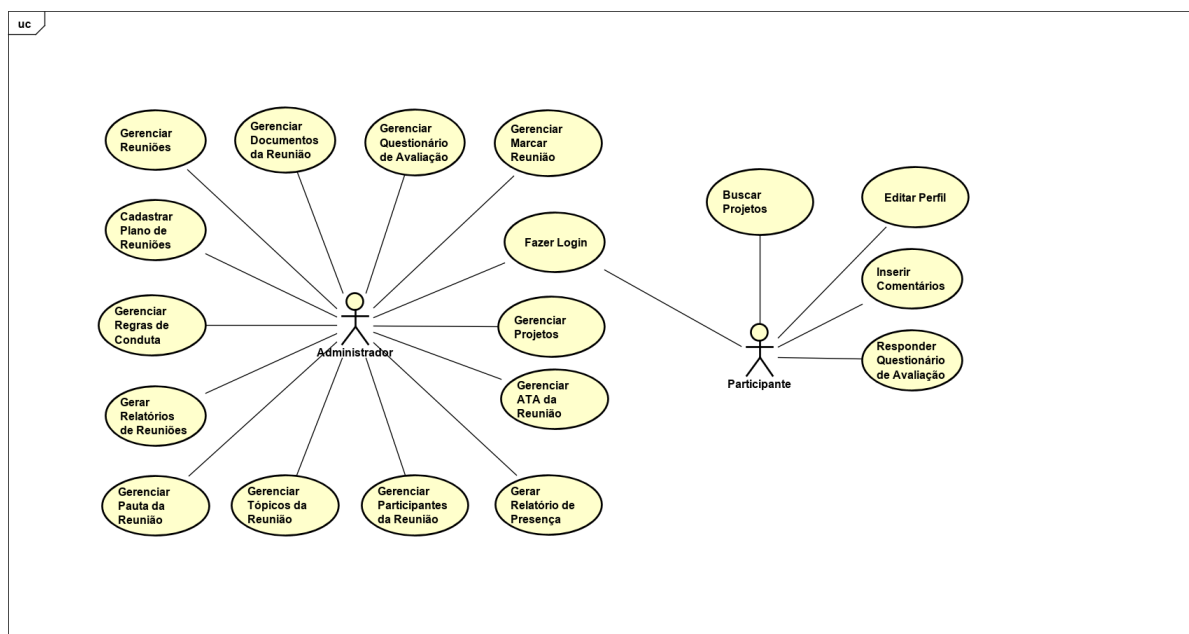 uc
Gerenciar
Reuniões
Gerenciar
Documentos
da Reunião
Gerenciar
Questionário
de Avaliação
Gerenciar
Marcar
Reunião
Cadastrar
Plano de
Reuniões
Fazer Login
Gerenciar
Regras de
Conduta
Administrador
Gerenciar
Projetos
Gerar
Relatórios
de Reuniões
Gerenciar
ATA da
Reunião
Gerenciar
Pauta da
Reunião
Gerenciar
Tópicos da
Reunião
Gerenciar
Participantes
da Reunião
Gerar
Relatório de
Presença
Buscar
Projetos
Editar Perfil
Inserir
Comentários
Responder
Questionário
de Avaliação
Participante